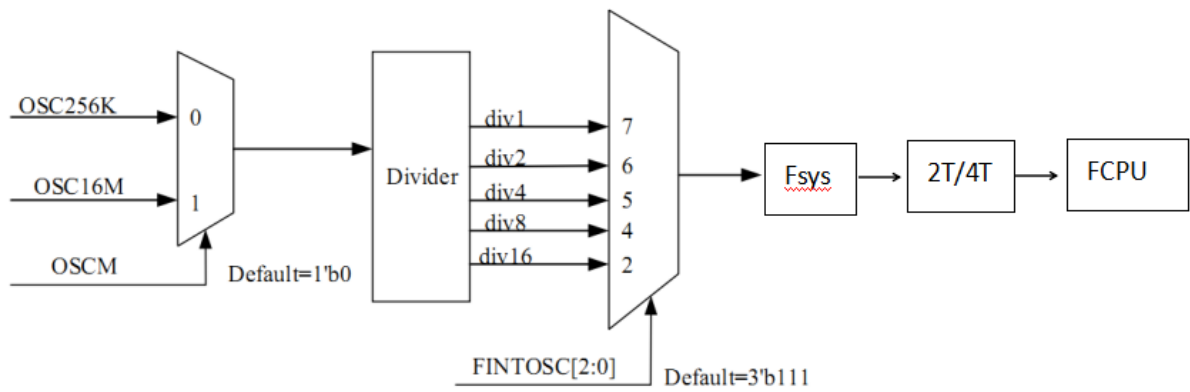 OSC256K
0
OSC16M
1
OSCM
Default=1'b0
Divider
div1
div2
div4
div8
div16
7
6
5
4
2
FINTOSC[2:0]
Default=3'b111
Fsys
2T/4T
FCPU